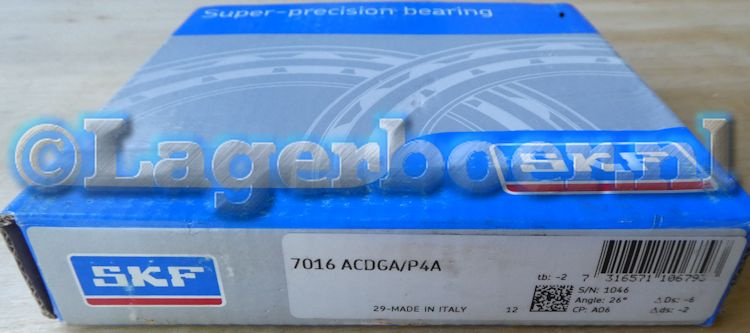 Super-precision bearing
©Lagerboer.nl
SKF
SKF
7016 ACDGA/P4A
tb: -2
7 316571 10679
S/N: 1046
Angle: 26° ΔDs: -6
29-MADE IN ITALY 12 CP: A06 Δds: -2